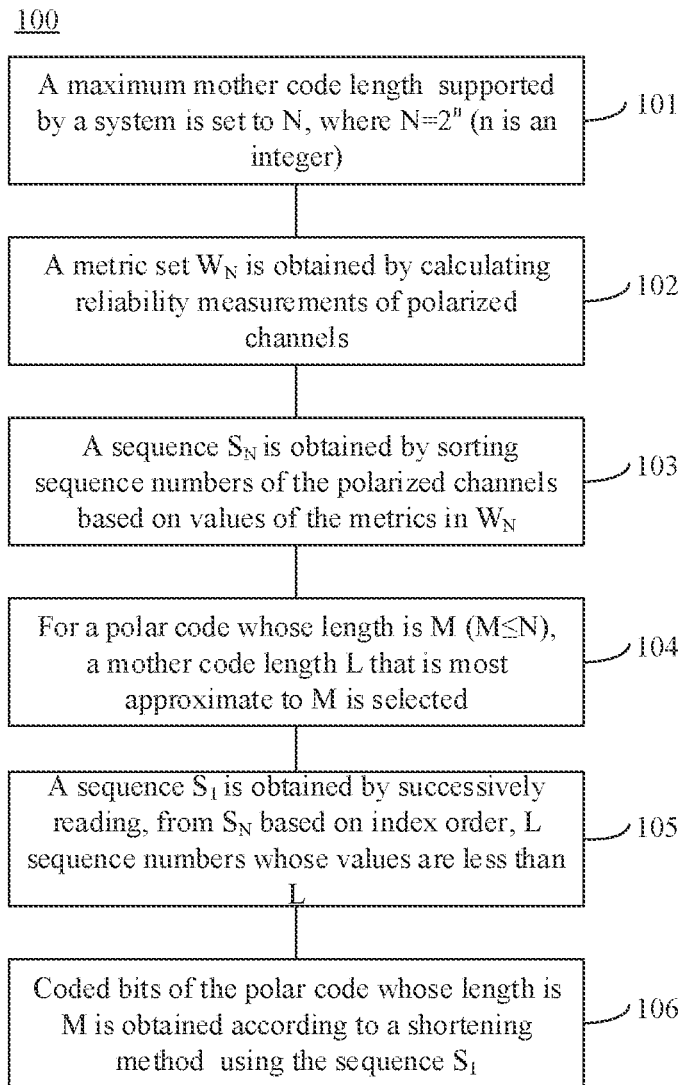 100
A maximum mother code length supported
by a system is set to N, where N=2ⁿ (n is an
integer)
101
A metric set W_N is obtained by calculating
reliability measurements of polarized
channels
102
A sequence S_N is obtained by sorting
sequence numbers of the polarized channels
based on values of the metrics in W_N
103
For a polar code whose length is M (M≤N),
a mother code length L that is most
approximate to M is selected
104
A sequence S₁ is obtained by successively
reading, from S_N based on index order, L
sequence numbers whose values are less than
L
105
Coded bits of the polar code whose length is
M is obtained according to a shortening
method using the sequence S₁
106